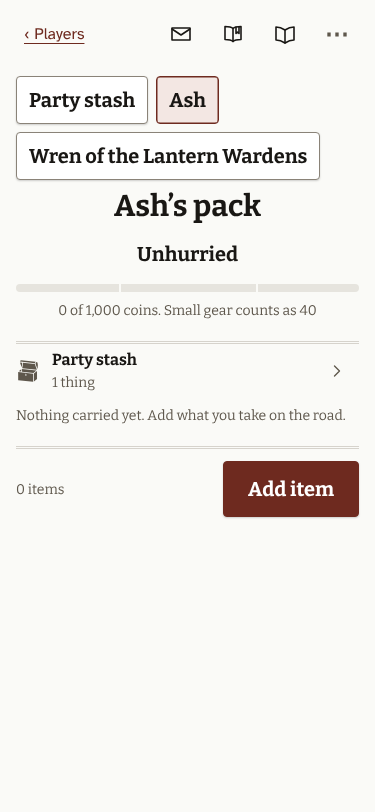 ‹ Players
Party stash
Ash
Wren of the Lantern Wardens
Ash’s pack
Unhurried
0 of 1,000 coins. Small gear counts as 40
Party stash
1 thing
Nothing carried yet. Add what you take on the road.
0 items
Add item